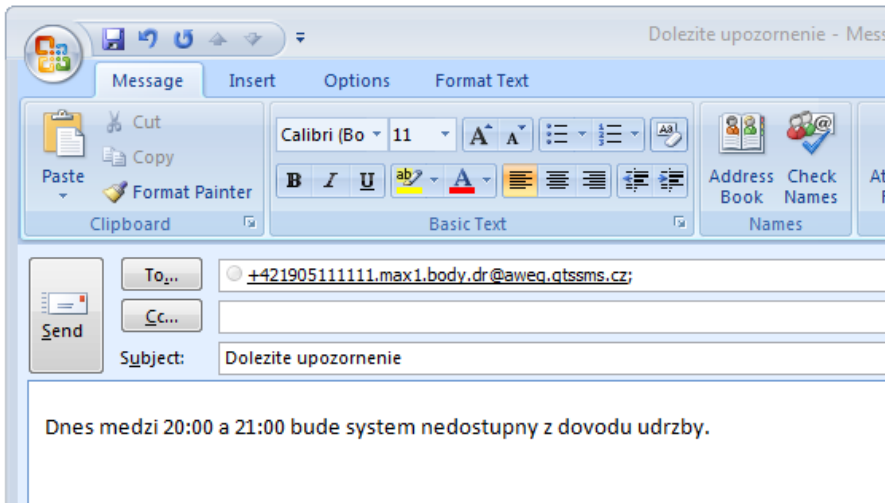 Dolezite upozornenie - Mess
Message Insert Options Format Text
Cut
Copy
Paste
Format Painter
Clipboard
Calibri (Bo 11
B I U
Basic Text
Address Book
Check Names
Names
To...
+421905111111.max1.body.dr@aweg.gtssms.cz;
Cc...
Send
Subject: Dolezite upozornenie
Dnes medzi 20:00 a 21:00 bude system nedostupny z dovodu udrzby.